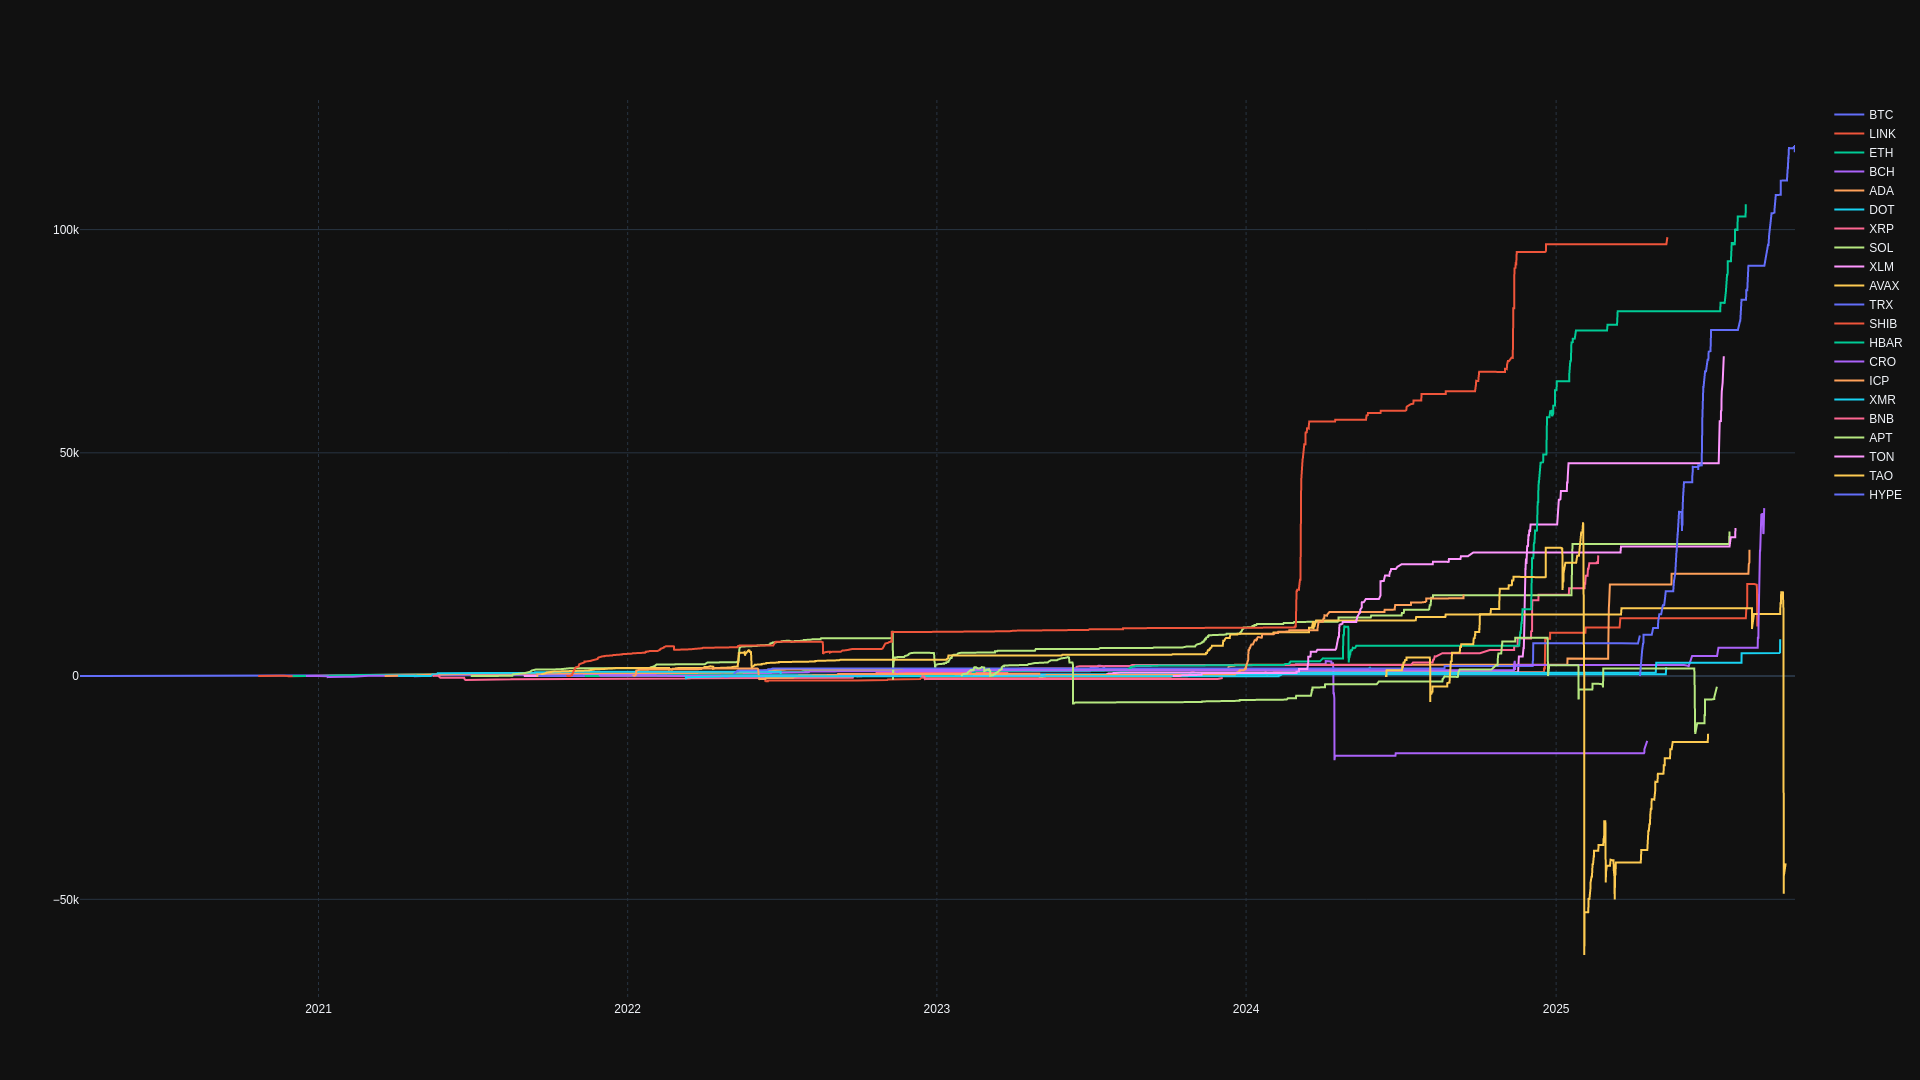 BTC
LINK
ETH
BCH
ADA
DOT
XRP
SOL
XLM
AVAX
TRX
SHIB
HBAR
CRO
ICP
XMR
BNB
APT
TON
TAO
HYPE
100k
50k
0
−50k
2021 2022 2023 2024 2025